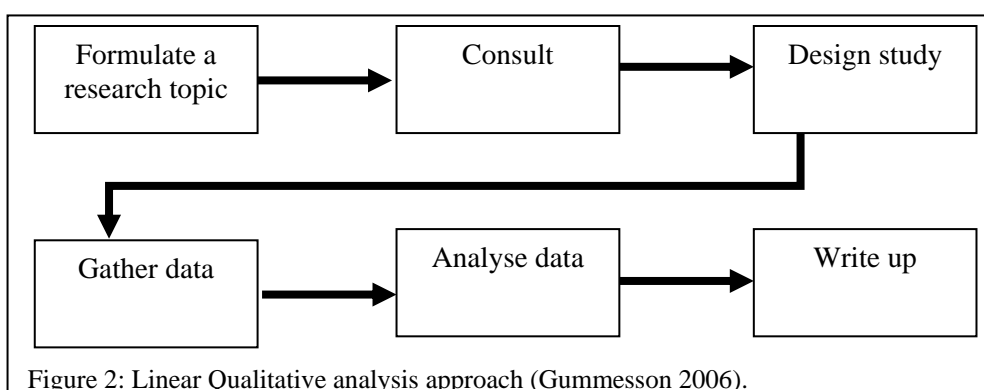 Formulate a
research topic
Consult
Design study
Gather data
Analyse data
Write up
Figure 2: Linear Qualitative analysis approach (Gummesson 2006).